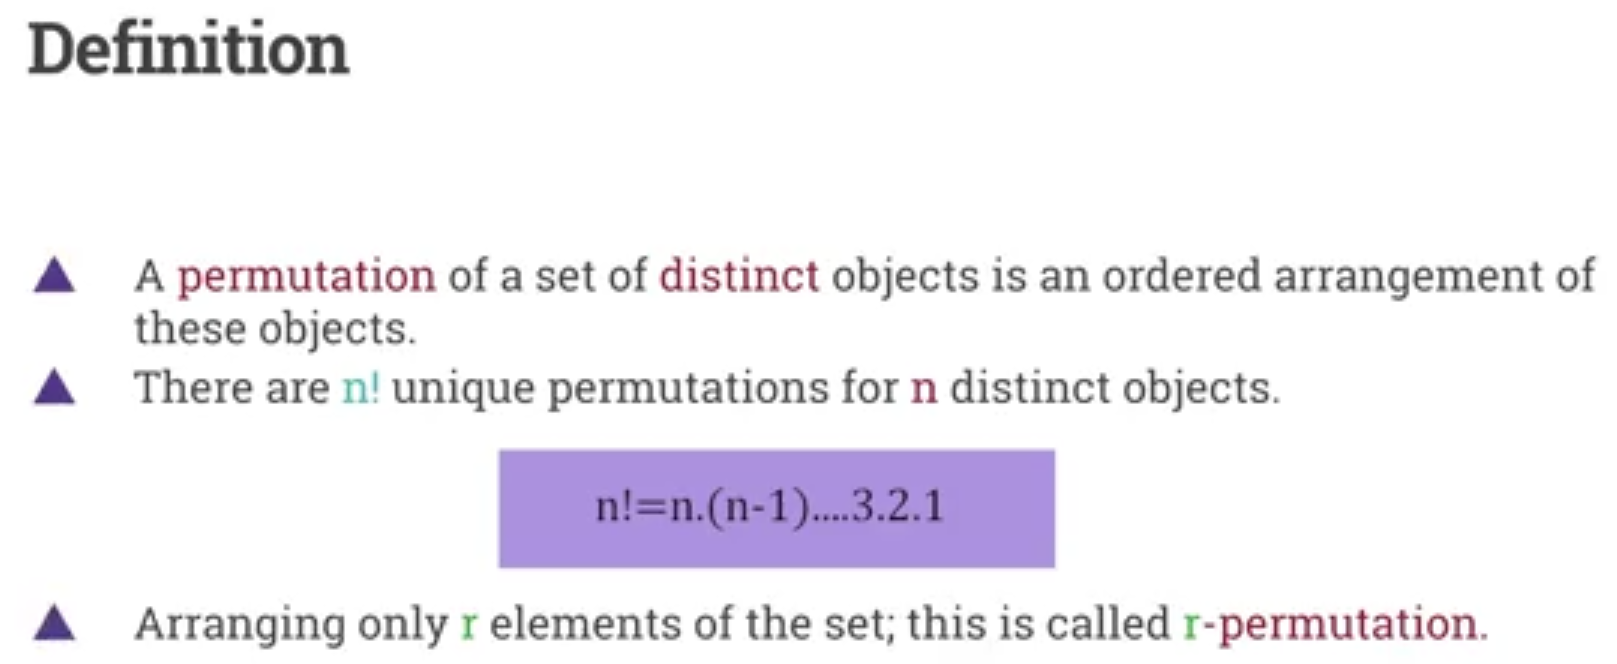 Definition
A permutation of a set of distinct objects is an ordered arrangement of
these objects.
There are n! unique permutations for n distinct objects.
n!=n.(n-1)....3.2.1
Arranging only r elements of the set; this is called r-permutation.